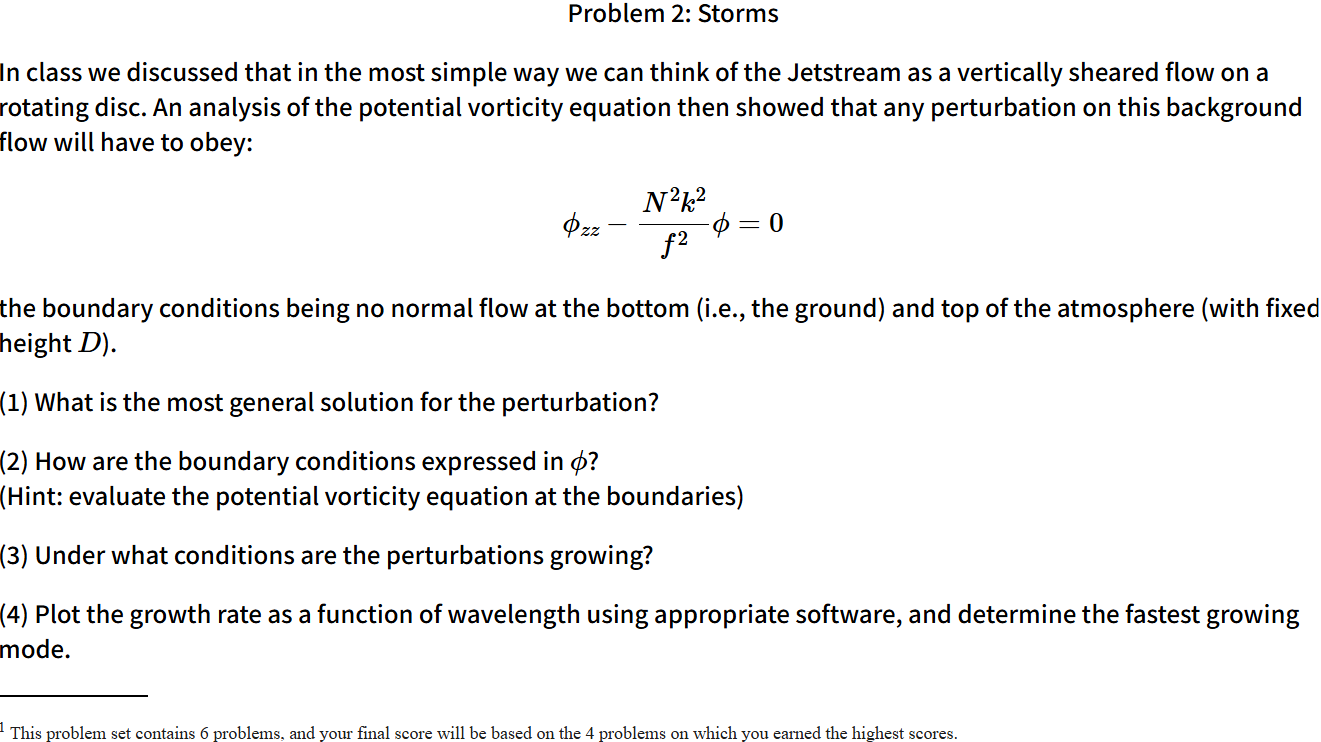 Problem 2: Storms
In class we discussed that in the most simple way we can think of the Jetstream as a vertically sheared flow on a
rotating disc. An analysis of the potential vorticity equation then showed that any perturbation on this background
flow will have to obey:
ϕ_{zz} − \frac{N²k²}{f²} ϕ = 0
the boundary conditions being no normal flow at the bottom (i.e., the ground) and top of the atmosphere (with fixed
height D).
(1) What is the most general solution for the perturbation?
(2) How are the boundary conditions expressed in ϕ?
(Hint: evaluate the potential vorticity equation at the boundaries)
(3) Under what conditions are the perturbations growing?
(4) Plot the growth rate as a function of wavelength using appropriate software, and determine the fastest growing
mode.
¹ This problem set contains 6 problems, and your final score will be based on the 4 problems on which you earned the highest scores.